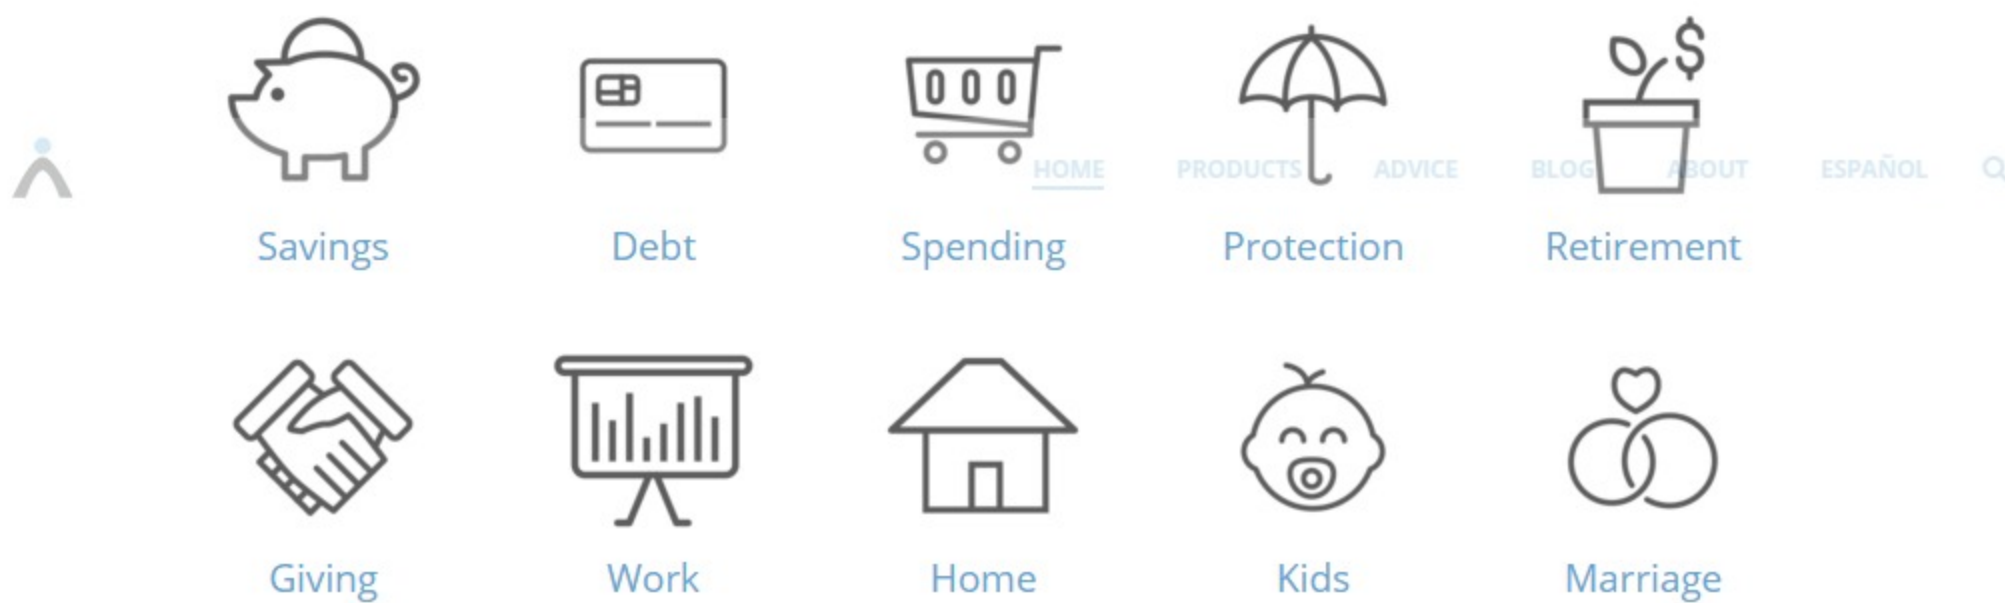 HOME PRODUCTS ADVICE BLOG ABOUT ESPAÑOL
Savings Debt Spending Protection Retirement
Giving Work Home Kids Marriage